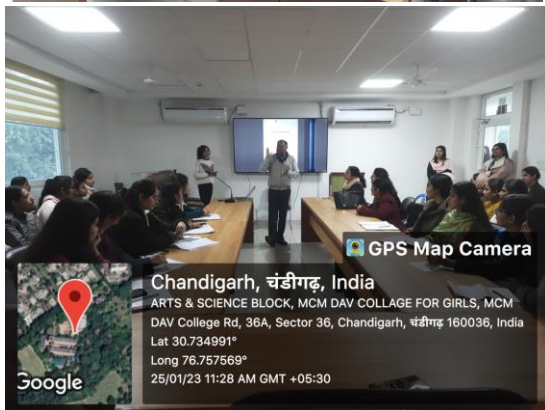 GPS Map Camera
Chandigarh, चंडीगढ़, India
ARTS & SCIENCE BLOCK, MCM DAV COLLAGE FOR GIRLS, MCM
DAV College Rd, 36A, Sector 36, Chandigarh, चंडीगढ़ 160036, India
Lat 30.734991°
Long 76.757569°
25/01/23 11:28 AM GMT +05:30
Google